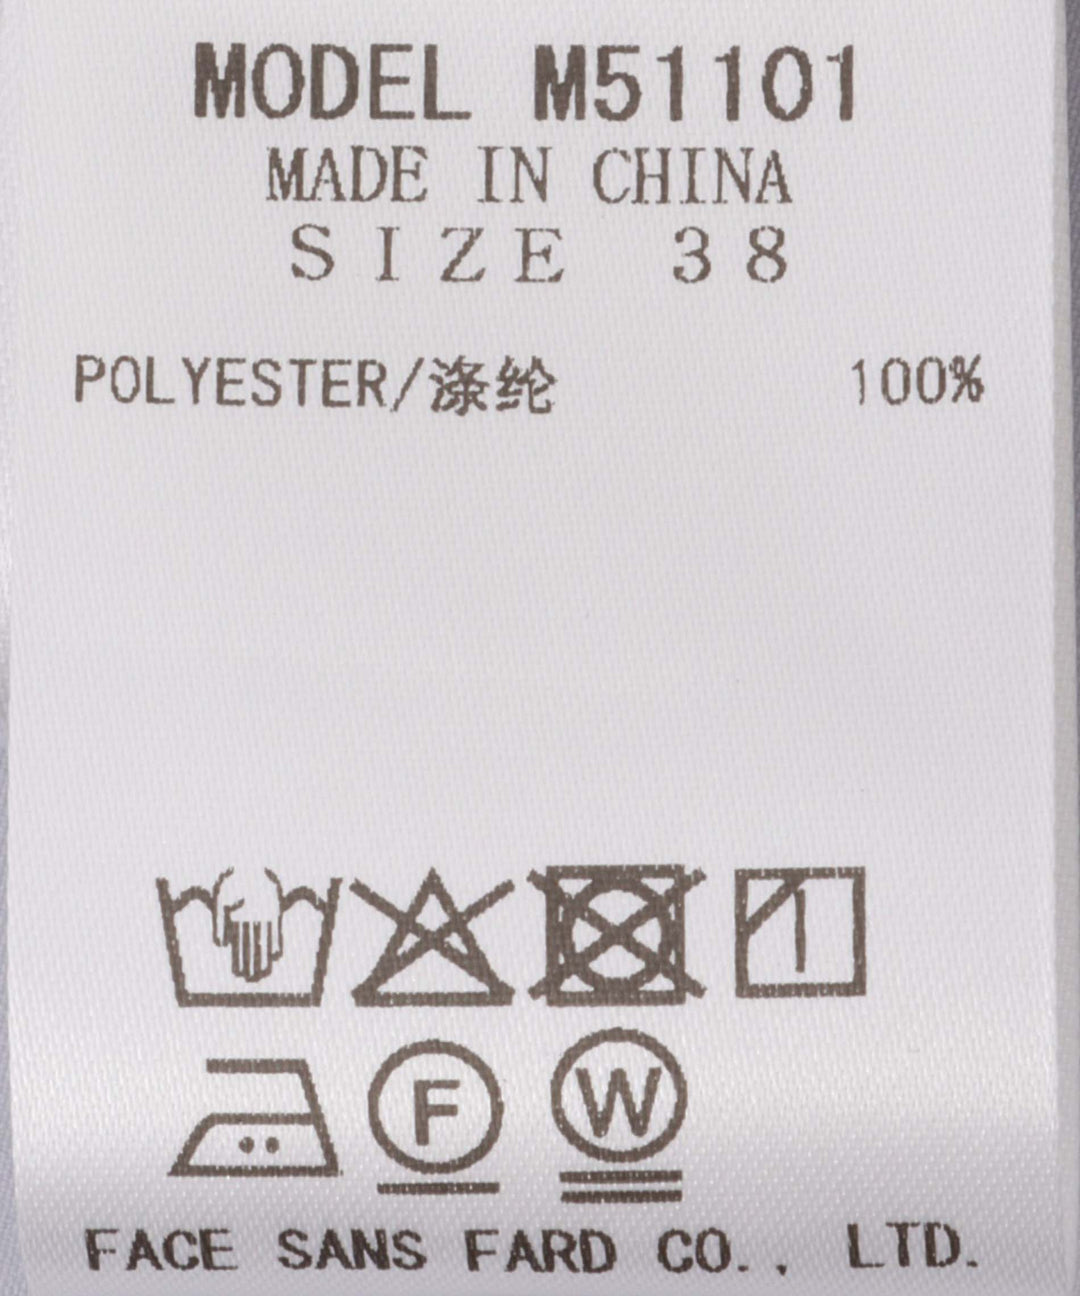 MODEL M51101
MADE IN CHINA
SIZE 38
POLYESTER/涤纶 100%
F W
FACE SANS FARD CO., LTD.